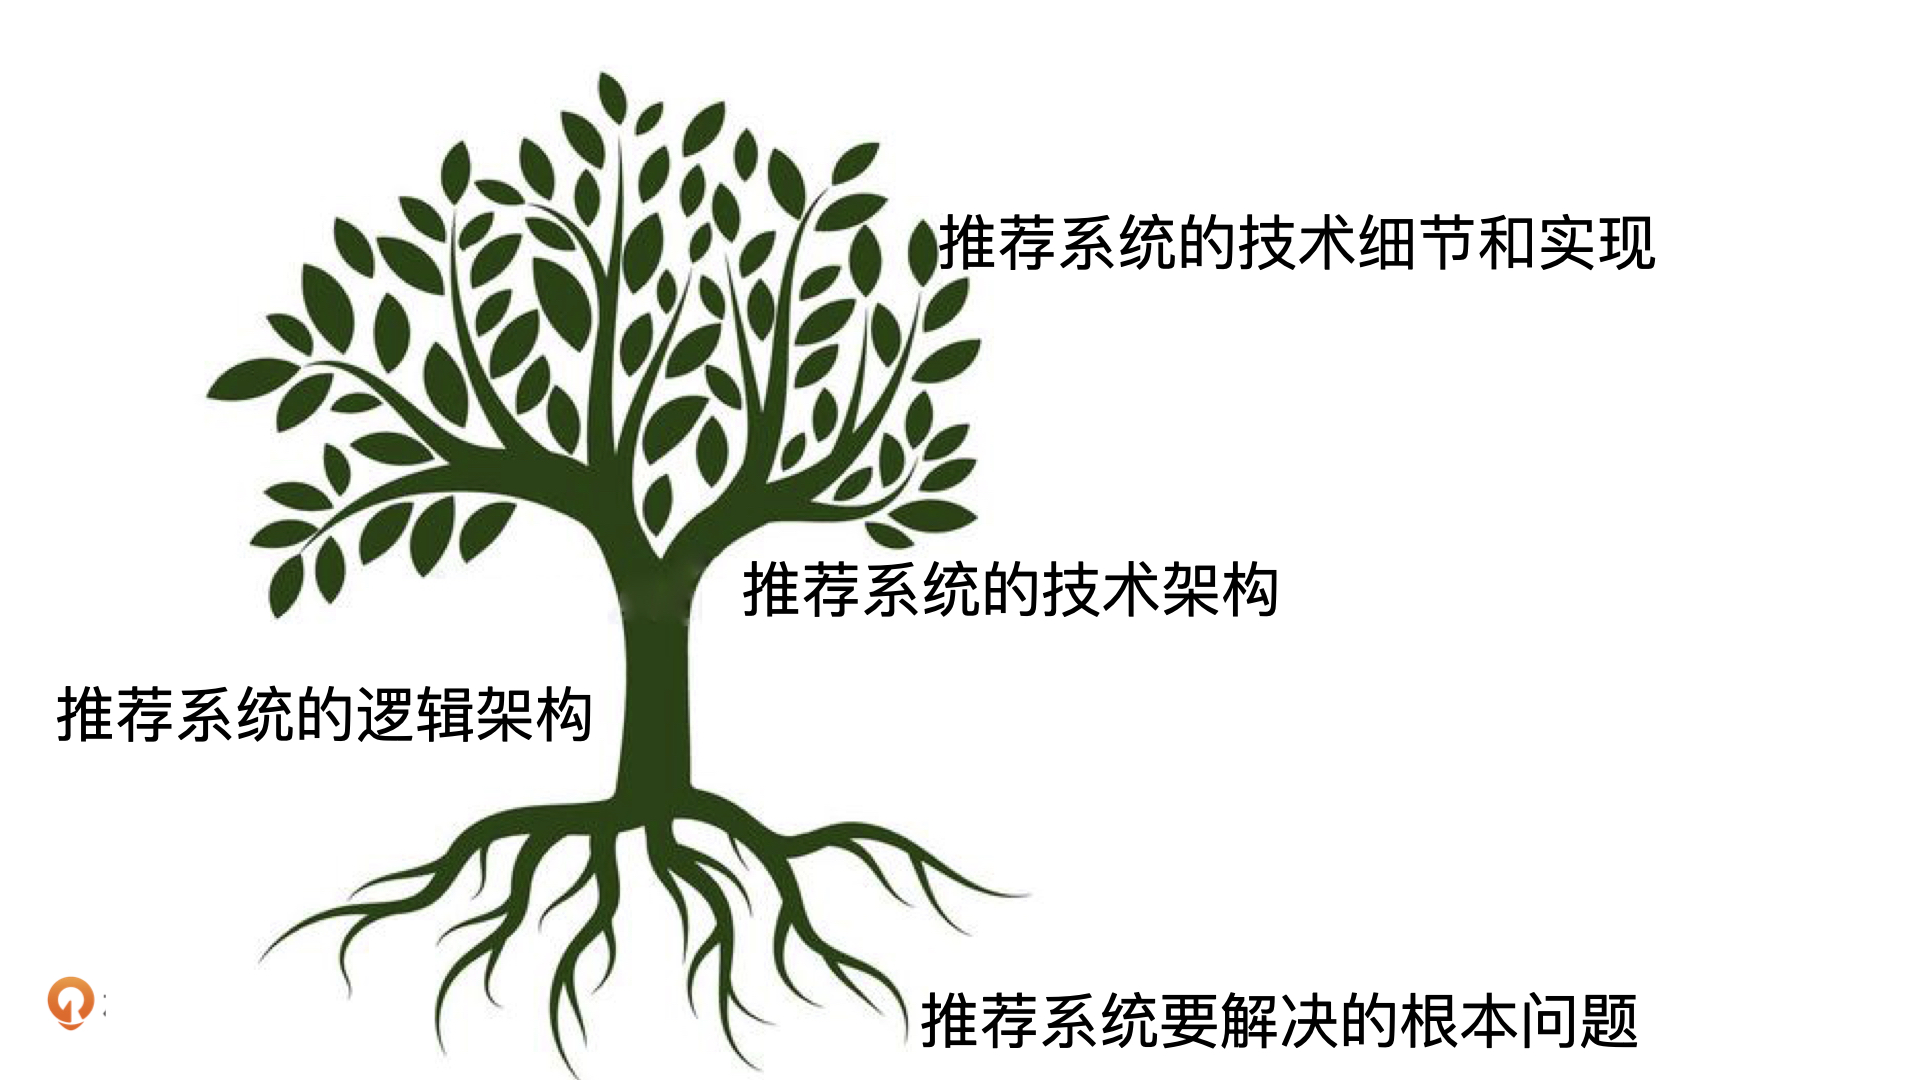 推荐系统的技术细节和实现
推荐系统的技术架构
推荐系统的逻辑架构
推荐系统要解决的根本问题